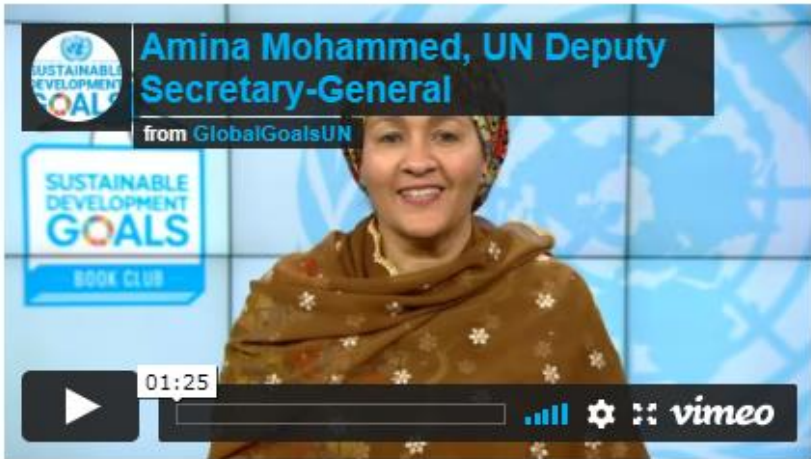 Amina Mohammed, UN Deputy
Secretary-General
from GlobalGoalsUN
SUSTAINABLE
DEVELOPMENT
GOALS
SUSTAINABLE
DEVELOPMENT
GOALS
BOOK CLUB
01:25
vimeo